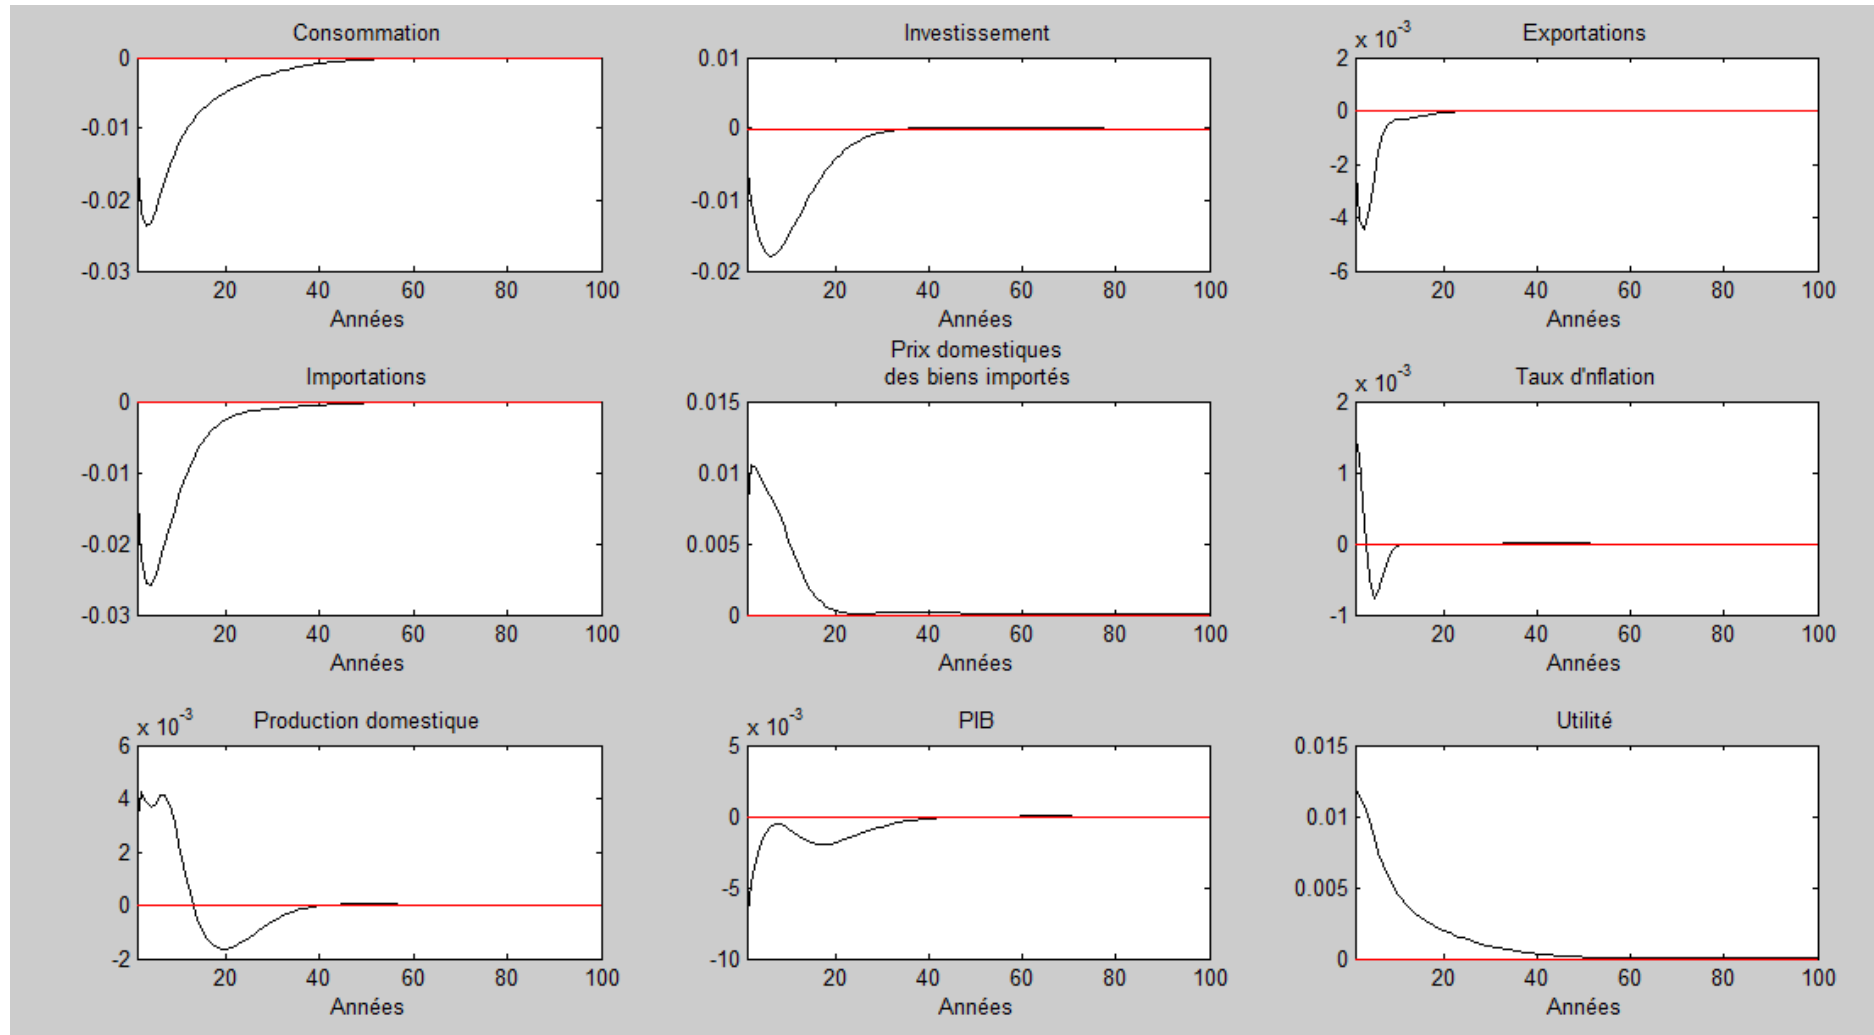 Consommation
0
-0.01
-0.02
-0.03
20 40 60 80 100
Années
Investissement
0.01
0
-0.01
-0.02
20 40 60 80 100
Années
Exportations
x 10^-3
2
0
-2
-4
-6
20 40 60 80 100
Années
Importations
0
-0.01
-0.02
-0.03
20 40 60 80 100
Années
Prix domestiques
des biens importés
0.015
0.01
0.005
0
20 40 60 80 100
Années
Taux d'nflation
x 10^-3
2
1
0
-1
20 40 60 80 100
Années
Production domestique
x 10^-3
6
4
2
0
-2
20 40 60 80 100
Années
PIB
x 10^-3
5
0
-5
-10
20 40 60 80 100
Années
Utilité
0.015
0.01
0.005
0
20 40 60 80 100
Années